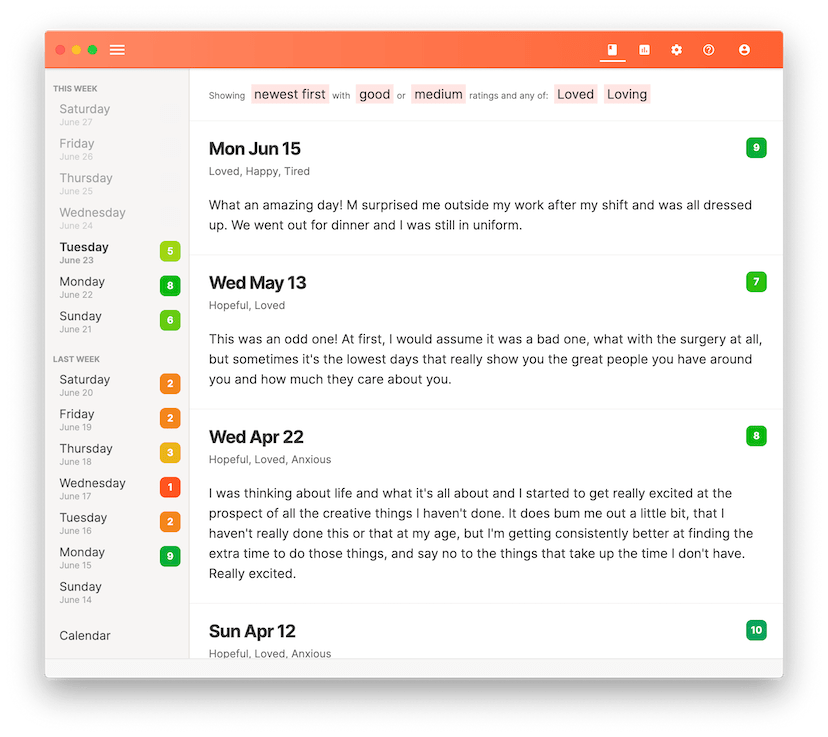 THIS WEEK
Saturday
June 27
Friday
June 26
Thursday
June 25
Wednesday
June 24
Tuesday
June 23
5
Monday
June 22
8
Sunday
June 21
6
LAST WEEK
Saturday
June 20
2
Friday
June 19
2
Thursday
June 18
3
Wednesday
June 17
1
Tuesday
June 16
2
Monday
June 15
9
Sunday
June 14
Calendar
Showing newest first with good or medium ratings and any of: Loved Loving
Mon Jun 15
9
Loved, Happy, Tired
What an amazing day! M surprised me outside my work after my shift and was all dressed
up. We went out for dinner and I was still in uniform.
Wed May 13
7
Hopeful, Loved
This was an odd one! At first, I would assume it was a bad one, what with the surgery at all,
but sometimes it's the lowest days that really show you the great people you have around
you and how much they care about you.
Wed Apr 22
8
Hopeful, Loved, Anxious
I was thinking about life and what it's all about and I started to get really excited at the
prospect of all the creative things I haven't done. It does bum me out a little bit, that I
haven't really done this or that at my age, but I'm getting consistently better at finding the
extra time to do those things, and say no to the things that take up the time I don't have.
Really excited.
Sun Apr 12
10
Hopeful, Loved, Anxious